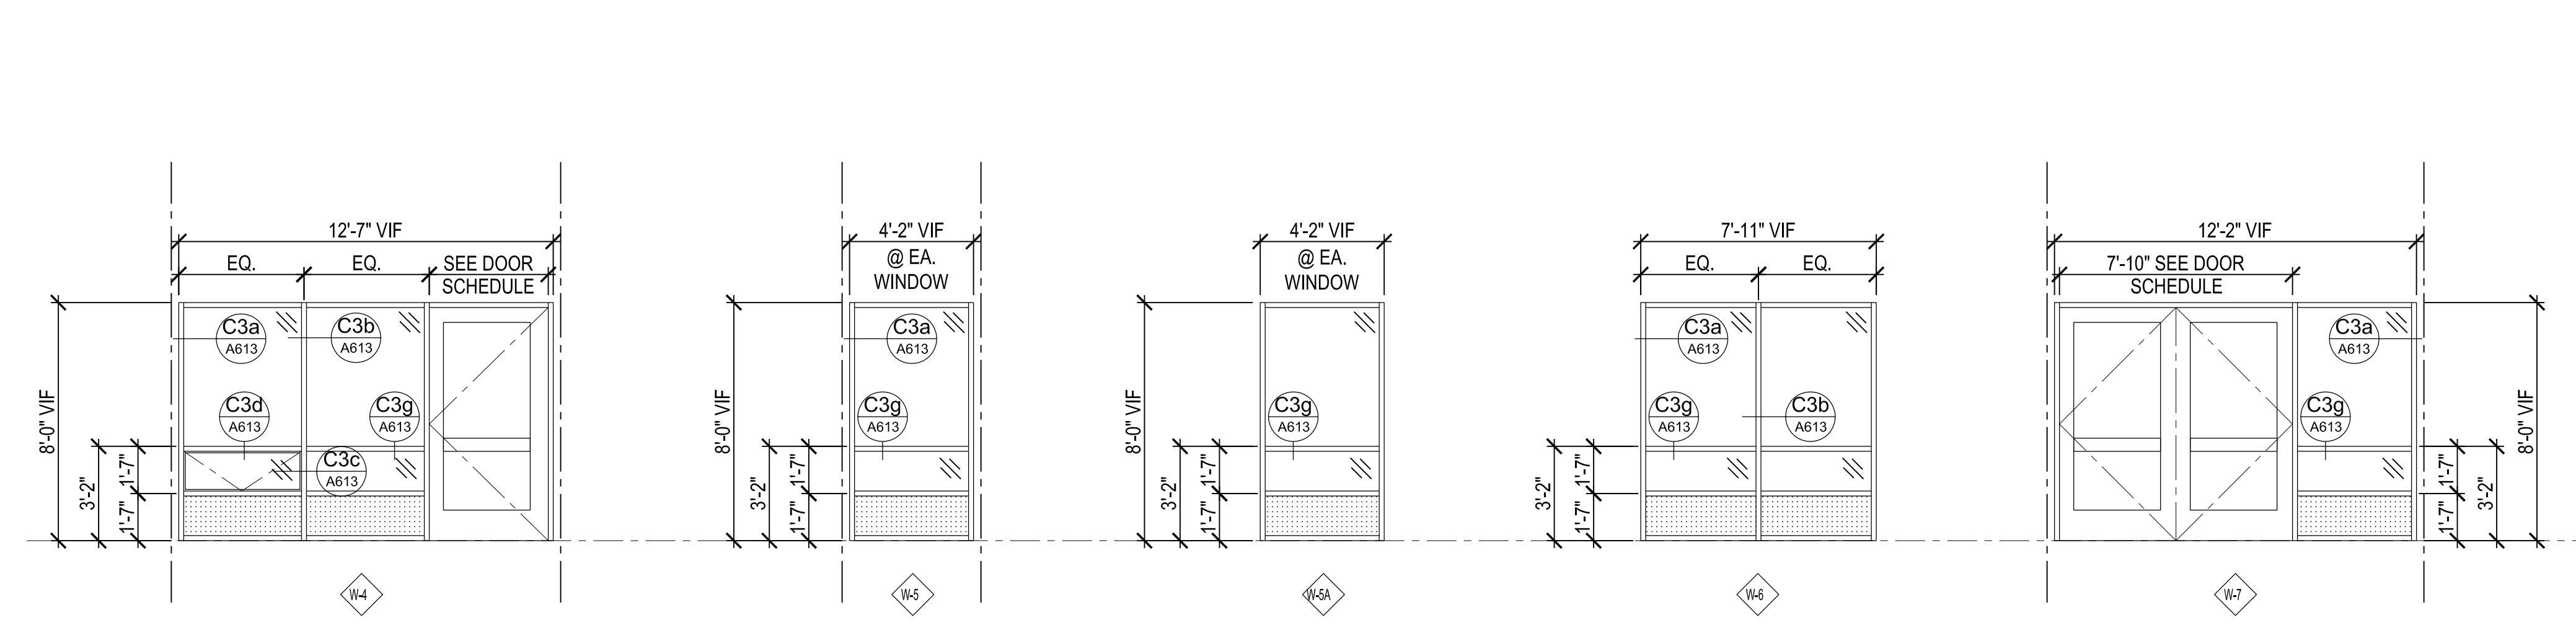 12'-7" VIF
EQ.
EQ.
SEE DOOR
SCHEDULE
8'-0" VIF
3'-2"
1'-7"
1'-7"
C3a
A613
C3b
A613
C3d
A613
C3g
A613
C3c
A613
W-4
4'-2" VIF
@ EA.
WINDOW
8'-0" VIF
3'-2"
1'-7"
1'-7"
C3a
A613
C3g
A613
W-5
4'-2" VIF
@ EA.
WINDOW
8'-0" VIF
3'-2"
1'-7"
1'-7"
C3g
A613
W-5A
7'-11" VIF
EQ.
EQ.
3'-2"
1'-7"
1'-7"
C3a
A613
C3g
A613
C3b
A613
W-6
12'-2" VIF
7'-10" SEE DOOR
SCHEDULE
C3a
A613
C3g
A613
1'-7"
1'-7"
3'-2"
8'-0" VIF
W-7